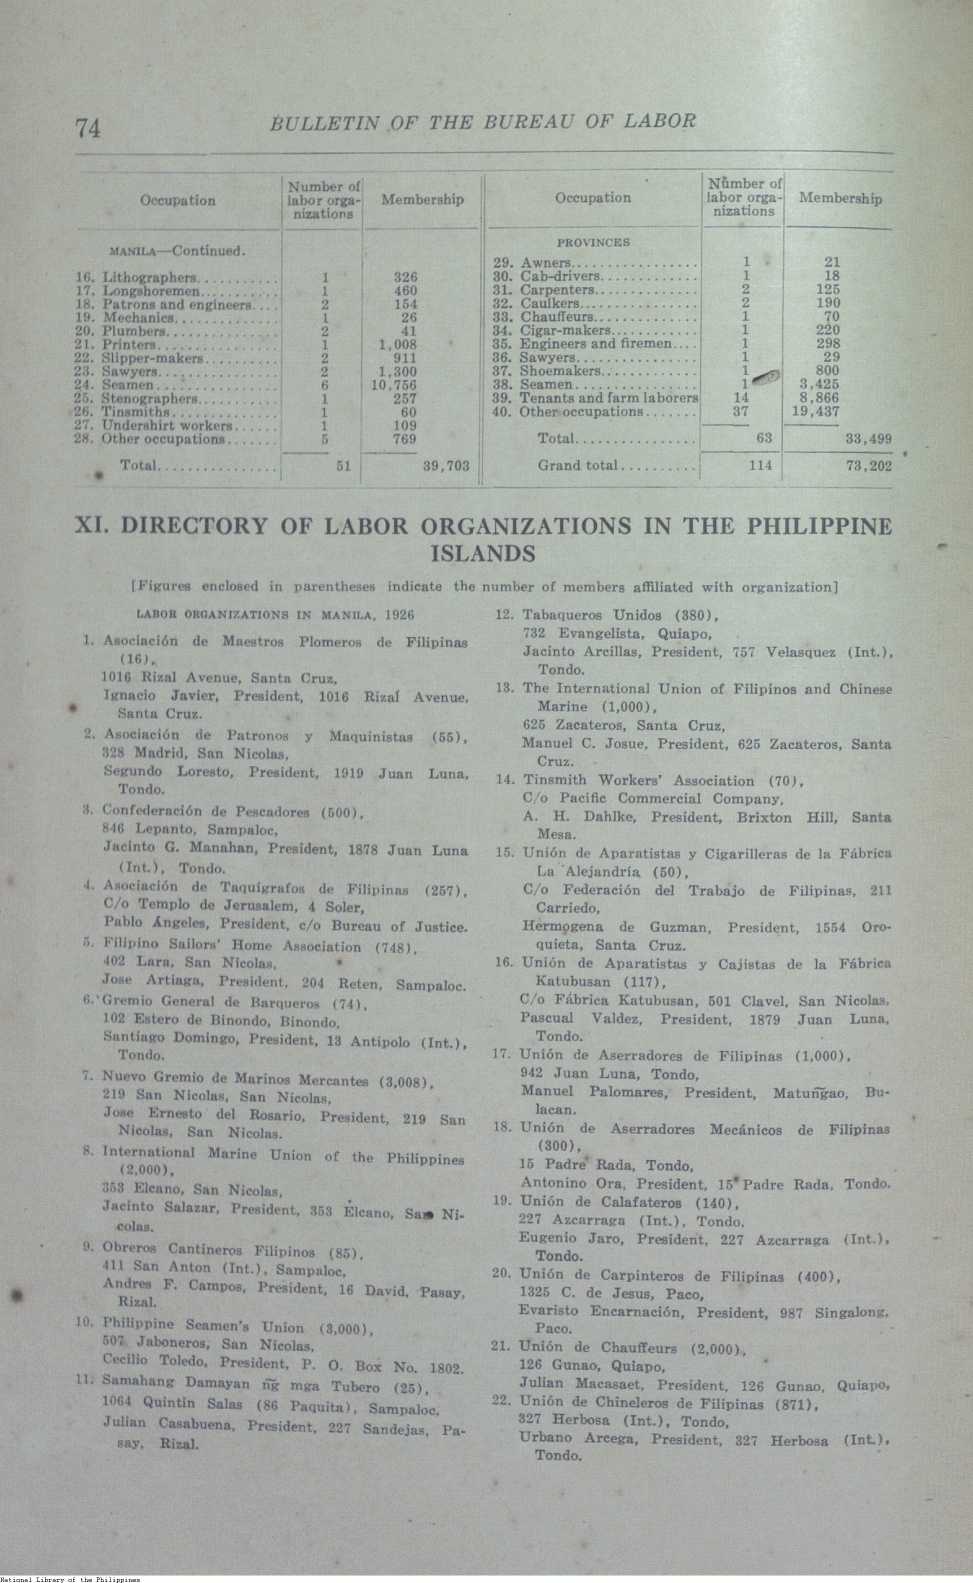 74
BULLETIN OF THE BUREAU OF LABOR
Occupation
Number of labor organizations
Membership
MANILA—Continued.
16. Lithographers........... 1 326
17. Longshoremen.......... 1 460
18. Patrons and engineers.... 2 154
19. Mechanics............. 1 26
20. Plumbers............... 2 41
21. Printers................ 1 1,008
22. Slipper-makers.......... 2 911
23. Sawyers................ 2 1,300
24. Seamen................ 6 10,756
25. Stenographers........... 1 257
26. Tinsmiths.............. 1 60
27. Undershirt workers...... 1 109
28. Other occupations....... 5 769
Total................ 51 39,703
Occupation
Number of labor organizations
Membership
PROVINCES
29. Awners................. 1 21
30. Cab-drivers............. 1 18
31. Carpenters.............. 2 125
32. Caulkers................ 2 190
33. Chauffeurs.............. 1 70
34. Cigar-makers............ 1 220
35. Engineers and firemen.... 1 298
36. Sawyers................ 1 29
37. Shoemakers............. 1 800
38. Seamen................ 1 3,425
39. Tenants and farm laborers 14 8,866
40. Other occupations....... 37 19,437
Total................ 63 33,499
Grand total.......... 114 73,202
XI. DIRECTORY OF LABOR ORGANIZATIONS IN THE PHILIPPINE
ISLANDS
[Figures enclosed in parentheses indicate the number of members affiliated with organization]
LABOR ORGANIZATIONS IN MANILA, 1926
1. Asociación de Maestros Plomeros de Filipinas
(16),
1016 Rizal Avenue, Santa Cruz,
Ignacio Javier, President, 1016 Rizal Avenue,
Santa Cruz.
2. Asociación de Patronos y Maquinistas (55),
328 Madrid, San Nicolas,
Segundo Loresto, President, 1919 Juan Luna,
Tondo.
3. Confederación de Pescadores (500),
846 Lepanto, Sampaloc,
Jacinto G. Manahan, President, 1878 Juan Luna
(Int.), Tondo.
4. Asociación de Taquígrafos de Filipinas (257),
C/o Templo de Jerusalem, 4 Soler,
Pablo Ángeles, President, c/o Bureau of Justice.
5. Filipino Sailors' Home Association (748),
402 Lara, San Nicolas,
Jose Artiaga, President, 204 Reten, Sampaloc.
6. Gremio General de Barqueros (74),
102 Estero de Binondo, Binondo,
Santiago Domingo, President, 13 Antipolo (Int.),
Tondo.
7. Nuevo Gremio de Marinos Mercantes (3,008),
219 San Nicolas, San Nicolas,
Jose Ernesto del Rosario, President, 219 San
Nicolas, San Nicolas.
8. International Marine Union of the Philippines
(2,000),
353 Elcano, San Nicolas,
Jacinto Salazar, President, 353 Elcano, San Ni-
colas.
9. Obreros Cantineros Filipinos (85),
411 San Anton (Int.), Sampaloc,
Andres F. Campos, President, 16 David, Pasay,
Rizal.
10. Philippine Seamen's Union (3,000),
507 Jaboneros, San Nicolas,
Cecilio Toledo, President, P. O. Box No. 1802.
11. Samahang Damayan ng̃ mga Tubero (25),
1064 Quintin Salas (86 Paquita), Sampaloc,
Julian Casabuena, President, 227 Sandejas, Pa-
say, Rizal.
12. Tabaqueros Unidos (380),
732 Evangelista, Quiapo,
Jacinto Arcillas, President, 757 Velasquez (Int.),
Tondo.
13. The International Union of Filipinos and Chinese
Marine (1,000),
625 Zacateros, Santa Cruz,
Manuel C. Josue, President, 625 Zacateros, Santa
Cruz.
14. Tinsmith Workers' Association (70),
C/o Pacific Commercial Company,
A. H. Dahlke, President, Brixton Hill, Santa
Mesa.
15. Unión de Aparatistas y Cigarilleras de la Fábrica
La Alejandría (50),
C/o Federación del Trabajo de Filipinas, 211
Carriedo,
Hermogena de Guzman, President, 1554 Oro-
quieta, Santa Cruz.
16. Unión de Aparatistas y Cajistas de la Fábrica
Katubusan (117),
C/o Fábrica Katubusan, 501 Clavel, San Nicolas,
Pascual Valdez, President, 1879 Juan Luna,
Tondo.
17. Unión de Aserradores de Filipinas (1,000),
942 Juan Luna, Tondo,
Manuel Palomares, President, Matung̃ao, Bu-
lacan.
18. Unión de Aserradores Mecánicos de Filipinas
(300),
15 Padre Rada, Tondo,
Antonino Ora, President, 15 Padre Rada, Tondo.
19. Unión de Calafateros (140),
227 Azcarraga (Int.), Tondo,
Eugenio Jaro, President, 227 Azcarraga (Int.),
Tondo.
20. Unión de Carpinteros de Filipinas (400),
1325 C. de Jesus, Paco,
Evaristo Encarnación, President, 987 Singalong,
Paco.
21. Unión de Chauffeurs (2,000),
126 Gunao, Quiapo,
Julian Macasaet, President, 126 Gunao, Quiapo,
22. Unión de Chineleros de Filipinas (871),
327 Herbosa (Int.), Tondo,
Urbano Arcega, President, 327 Herbosa (Int.),
Tondo.
National Library of the Philippines